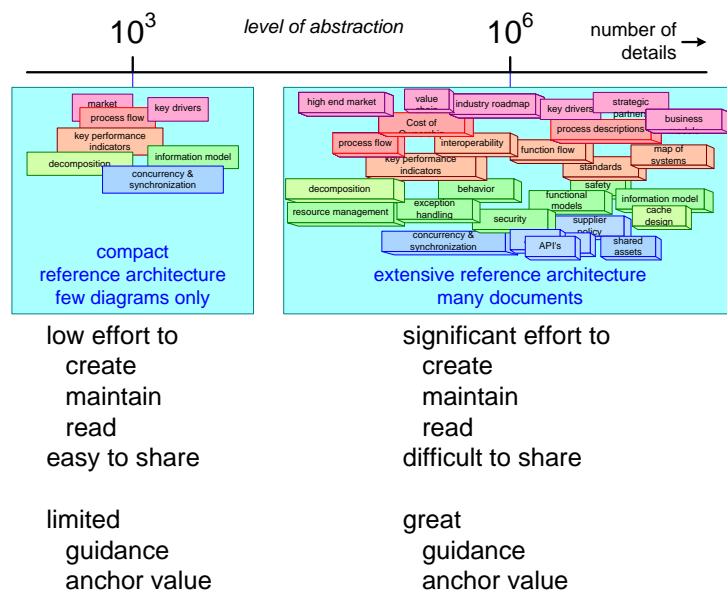 10^3
level of abstraction
10^6
number of
details
market
key drivers
process flow
key performance
indicators
decomposition
information model
concurrency &
synchronization
compact
reference architecture
few diagrams only
high end market
value
industry roadmap
key drivers
strategic
partners
business
Cost of
process descriptions
process flow
interoperability
function flow
map of
systems
key performance
indicators
standards
decomposition
behavior
safety
functional
models
information model
resource management
exception
handling
security
supplier
policy
cache
design
concurrency &
synchronization
API's
shared
assets
extensive reference architecture
many documents
low effort to
create
maintain
read
easy to share
limited
guidance
anchor value
significant effort to
create
maintain
read
difficult to share
great
guidance
anchor value